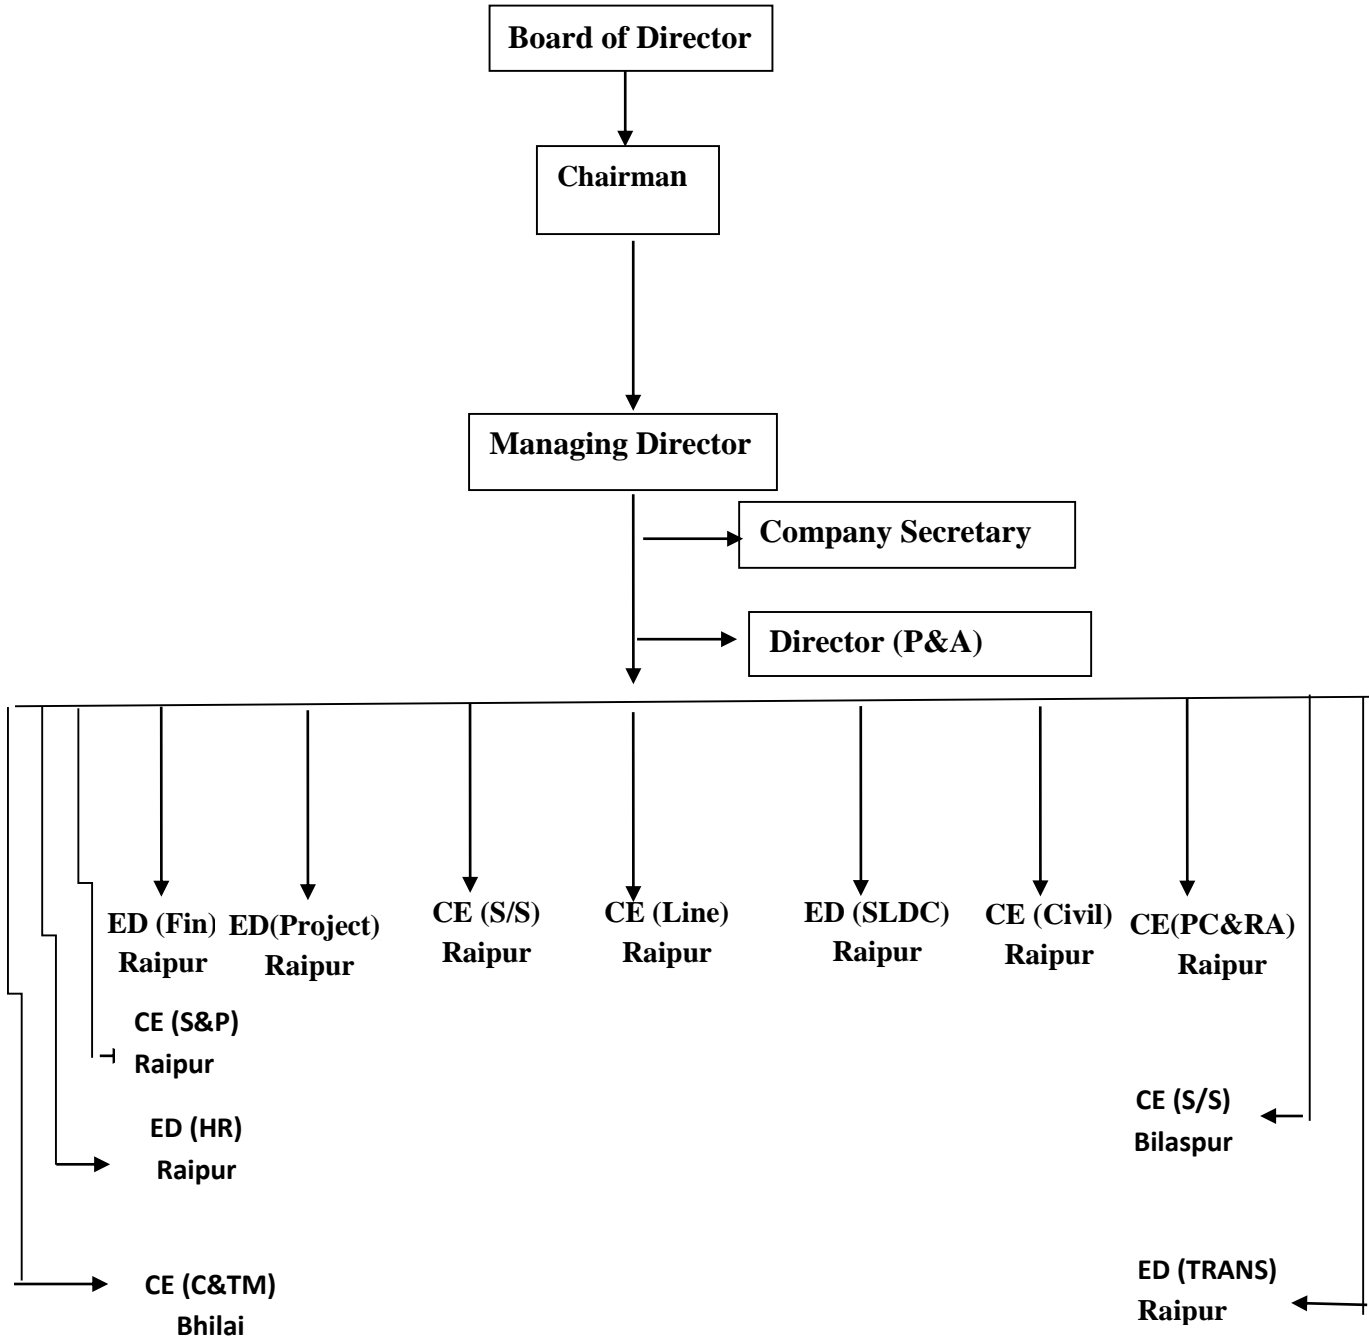 Board of Director
Chairman
Managing Director
Company Secretary
Director (P&A)
ED (Fin)
Raipur
ED(Project)
Raipur
CE (S/S)
Raipur
CE (Line)
Raipur
ED (SLDC)
Raipur
CE (Civil)
Raipur
CE(PC&RA)
Raipur
CE (S&P)
Raipur
ED (HR)
Raipur
CE (C&TM)
Bhilai
CE (S/S)
Bilaspur
ED (TRANS)
Raipur